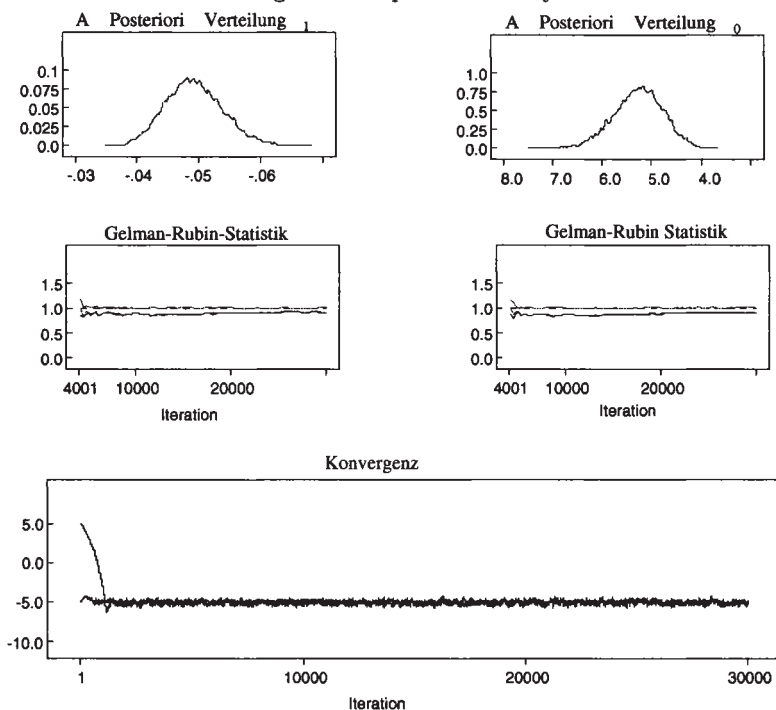 A Posteriori Verteilung 1
A Posteriori Verteilung 0
0.1
0.075
0.05
0.025
0.0
-.03 -.04 -.05 -.06
1.0
0.75
0.5
0.25
0.0
8.0 7.0 6.0 5.0 4.0
Gelman-Rubin-Statistik
Gelman-Rubin Statistik
1.5
1.0
0.5
0.0
4001 10000 20000
Iteration
1.5
1.0
0.5
0.0
4001 10000 20000
Iteration
Konvergenz
5.0
0.0
-5.0
-10.0
1 10000 20000 30000
Iteration